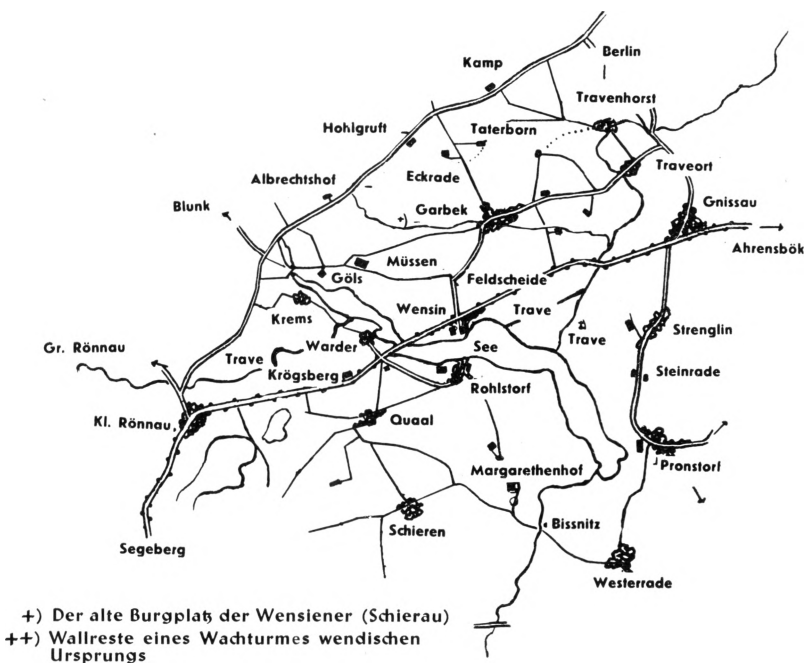 Berlin
Kamp
Travenhorst
Hohlgruft
Taterborn
Traveort
Eckrade
Albrechtshof
Gnissau
Blunk
Garbek
Ahrensbök
Müssen
Feldscheide
Göls
Wensin
Trave
Krems
Strenglin
Gr. Rönnau
Trave
Warder
See
Trave
Steinrade
Krögsberg
Rohlstorf
Kl. Rönnau
Quaal
Margarethenhof
Pronstorf
Schieren
Bissnitz
Segeberg
Westerrade
+) Der alte Burgplatz der Wensiener (Schierau)
++) Wallreste eines Wachturmes wendischen
Ursprungs